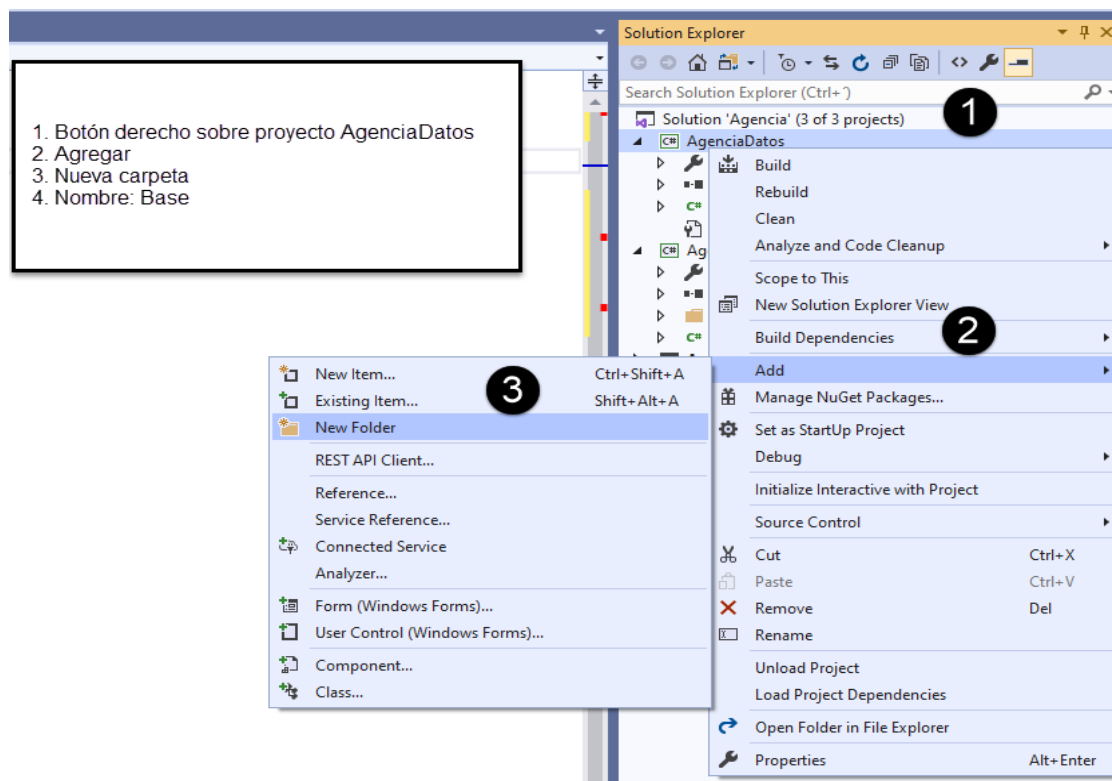 1. Botón derecho sobre proyecto AgenciaDatos
2. Agregar
3. Nueva carpeta
4. Nombre: Base
Solution Explorer
Search Solution Explorer (Ctrl+´)
1
Solution 'Agencia' (3 of 3 projects)
C# AgenciaDatos
C#
C# Ag
C#
Build
Rebuild
Clean
Analyze and Code Cleanup
Scope to This
New Solution Explorer View
Build Dependencies
2
Add
Manage NuGet Packages...
Set as StartUp Project
Debug
Initialize Interactive with Project
Source Control
Cut Ctrl+X
Paste Ctrl+V
Remove Del
Rename
Unload Project
Load Project Dependencies
Open Folder in File Explorer
Properties Alt+Enter
New Item... Ctrl+Shift+A
3
Existing Item... Shift+Alt+A
New Folder
REST API Client...
Reference...
Service Reference...
Connected Service
Analyzer...
Form (Windows Forms)...
User Control (Windows Forms)...
Component...
Class...